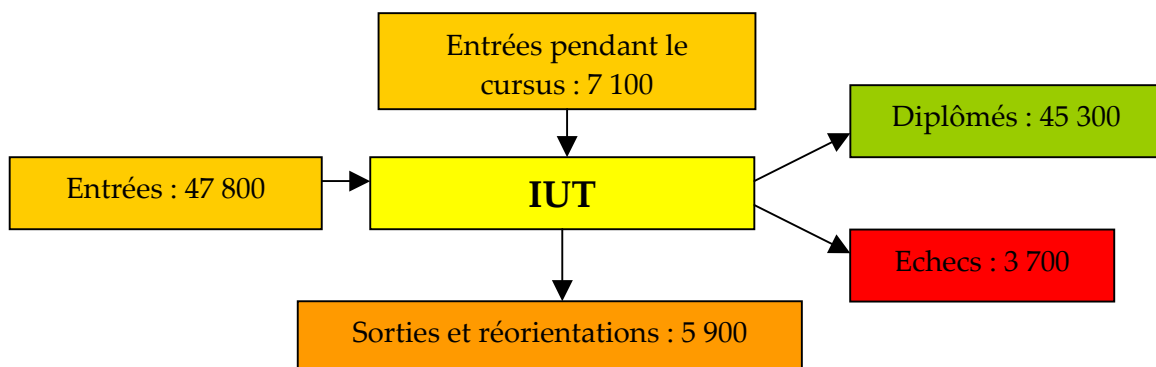 Entrées pendant le
cursus : 7 100
Diplômés : 45 300
Entrées : 47 800
IUT
Echecs : 3 700
Sorties et réorientations : 5 900